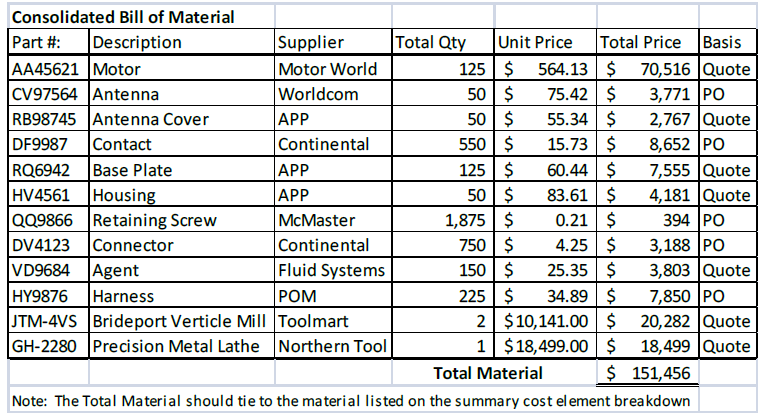 Consolidated Bill of Material
Part #: Description Supplier Total Qty Unit Price Total Price Basis
AA45621 Motor Motor World 125 $ 564.13 $ 70,516 Quote
CV97564 Antenna Worldcom 50 $ 75.42 $ 3,771 PO
RB98745 Antenna Cover APP 50 $ 55.34 $ 2,767 Quote
DF9987 Contact Continental 550 $ 15.73 $ 8,652 PO
RQ6942 Base Plate APP 125 $ 60.44 $ 7,555 Quote
HV4561 Housing APP 50 $ 83.61 $ 4,181 Quote
QQ9866 Retaining Screw McMaster 1,875 $ 0.21 $ 394 PO
DV4123 Connector Continental 750 $ 4.25 $ 3,188 PO
VD9684 Agent Fluid Systems 150 $ 25.35 $ 3,803 Quote
HY9876 Harness POM 225 $ 34.89 $ 7,850 PO
JTM-4VS Brideport Verticle Mill Toolmart 2 $10,141.00 $ 20,282 Quote
GH-2280 Precision Metal Lathe Northern Tool 1 $18,499.00 $ 18,499 Quote
Total Material $ 151,456
Note: The Total Material should tie to the material listed on the summary cost element breakdown